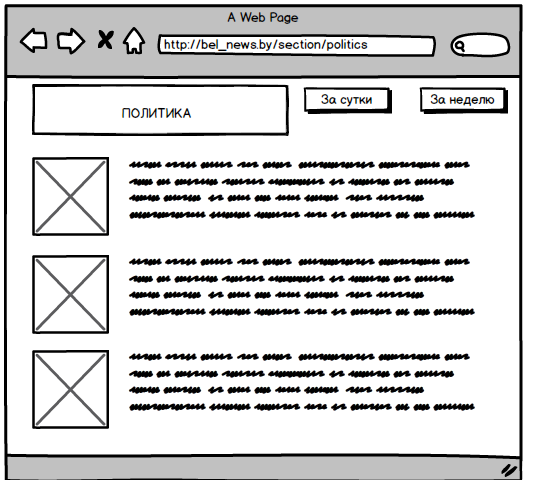 A Web Page
http://bel_news.by/section/politics
ПОЛИТИКА
За сутки
За неделю